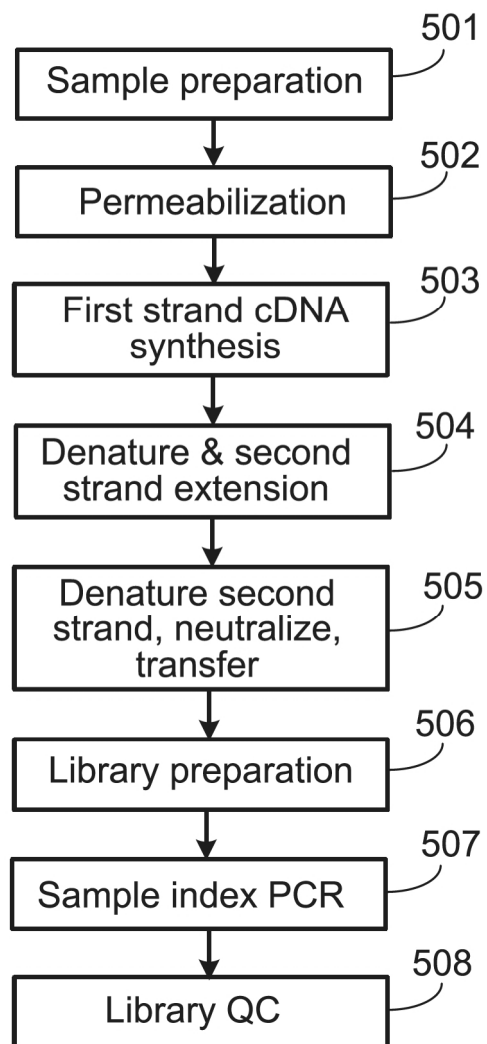 501
Sample preparation
502
Permeabilization
503
First strand cDNA
synthesis
504
Denature & second
strand extension
505
Denature second
strand, neutralize,
transfer
506
Library preparation
507
Sample index PCR
508
Library QC